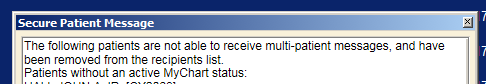 Secure Patient Message
The following patients are not able to receive multi-patient messages, and have
been removed from the recipients list.
Patients without an active MyChart status: